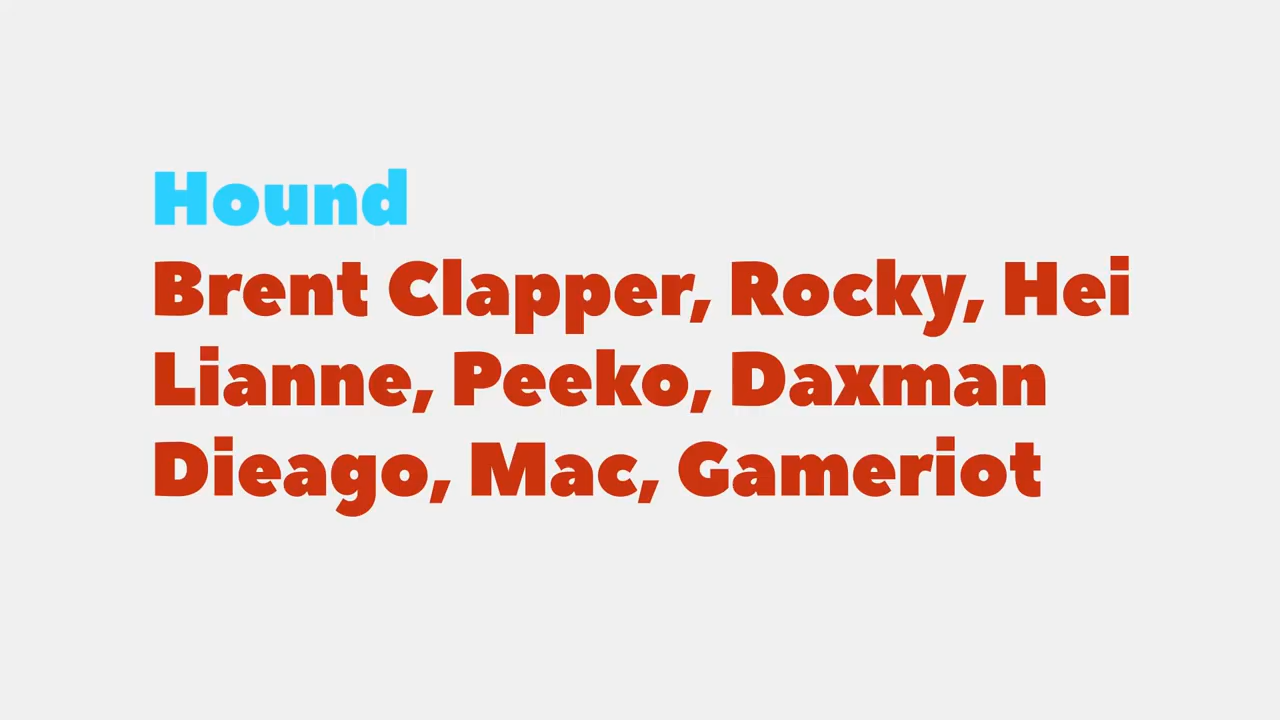 Hound
Brent Clapper, Rocky, Hei
Lianne, Peeko, Daxman
Dieago, Mac, Gameriot